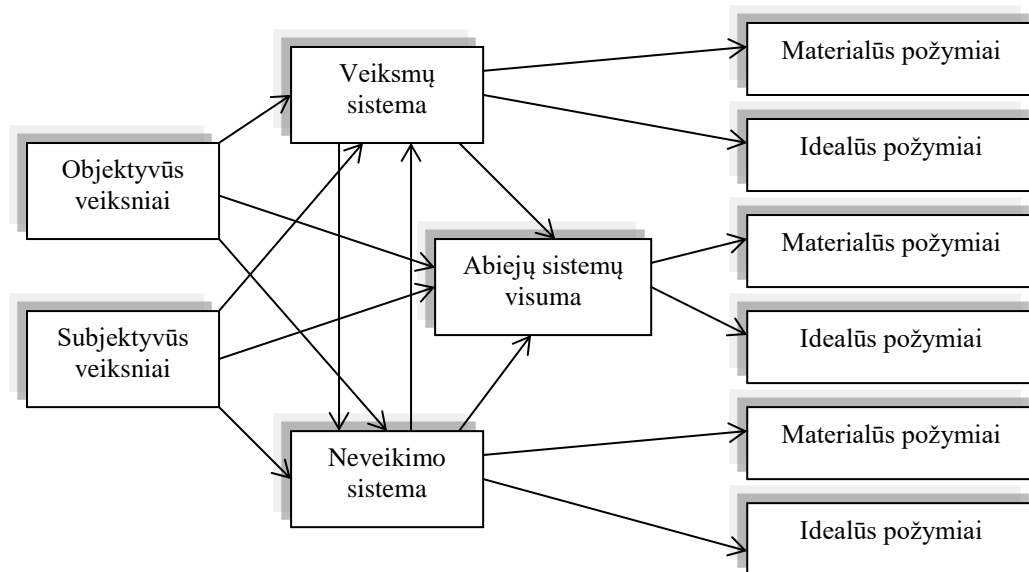 Objektyvūs
veiksniai
Subjektyvūs
veiksniai
Veiksmų
sistema
Abiejų sistemų
visuma
Neveikimo
sistema
Materialūs požymiai
Idealūs požymiai
Materialūs požymiai
Idealūs požymiai
Materialūs požymiai
Idealūs požymiai